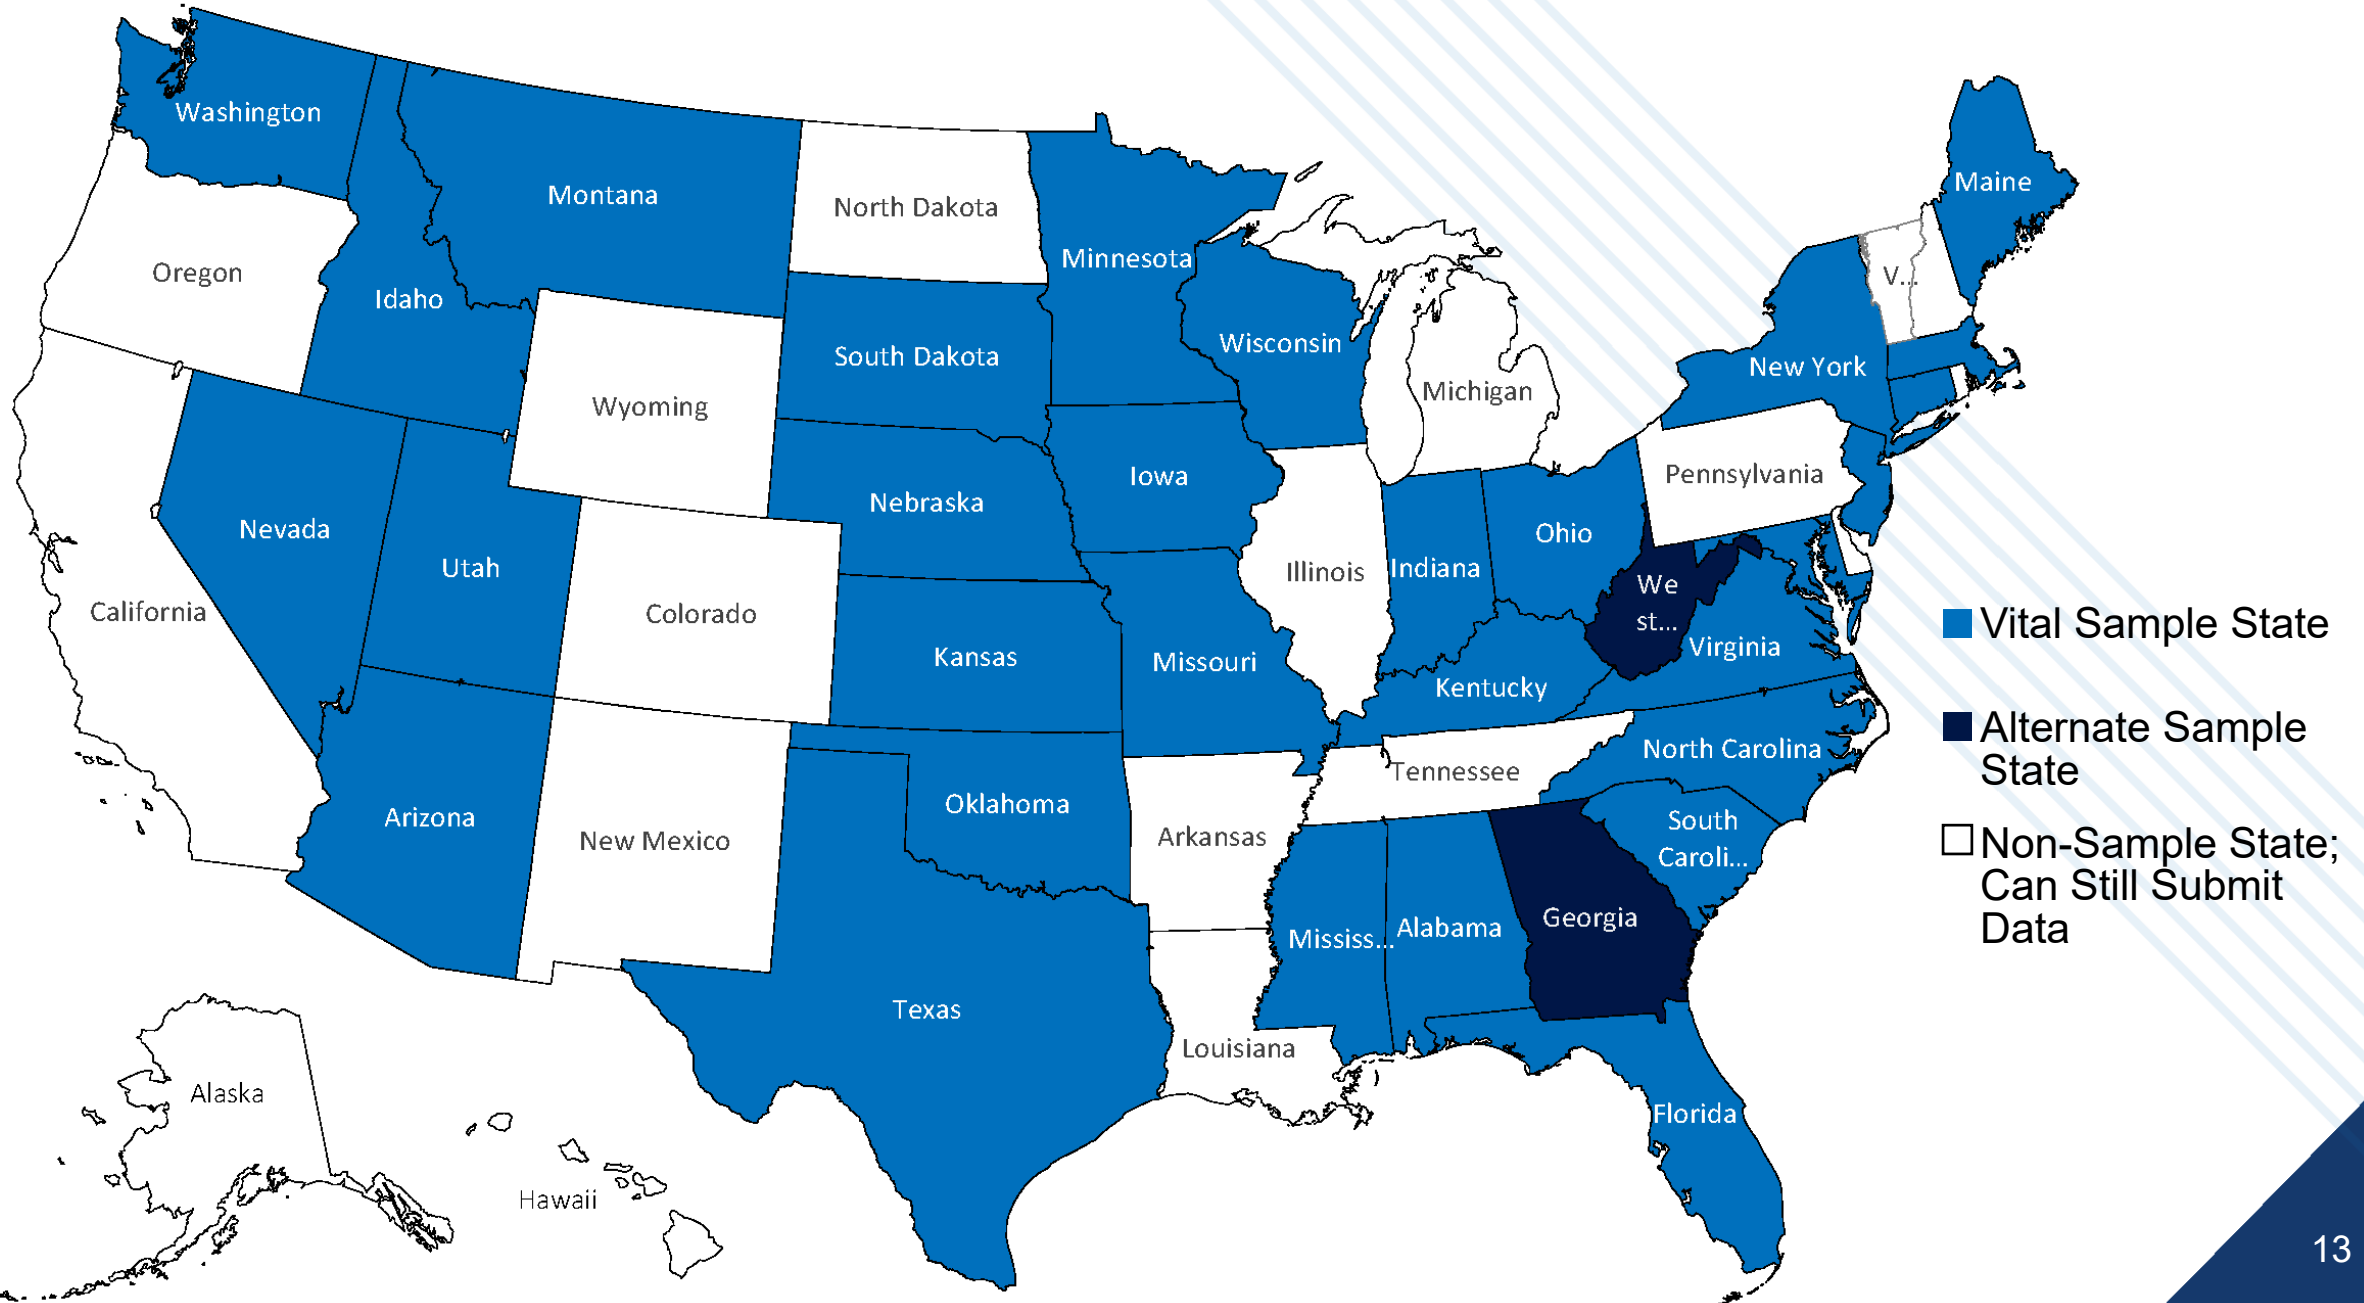 Washington
Montana
North Dakota
Minnesota
Maine
Oregon
Idaho
V...
Wisconsin
South Dakota
New York
Wyoming
Michigan
Iowa
Pennsylvania
Nebraska
Nevada
Ohio
Utah
Illinois
Indiana
We
st...
California
Colorado
Virginia
Kansas
Missouri
Kentucky
North Carolina
Tennessee
Arizona
Oklahoma
New Mexico
Arkansas
South
Caroli...
Georgia
Mississ...
Alabama
Texas
Louisiana
Alaska
Florida
Hawaii
Vital Sample State
Alternate Sample
State
Non-Sample State;
Can Still Submit
Data
13